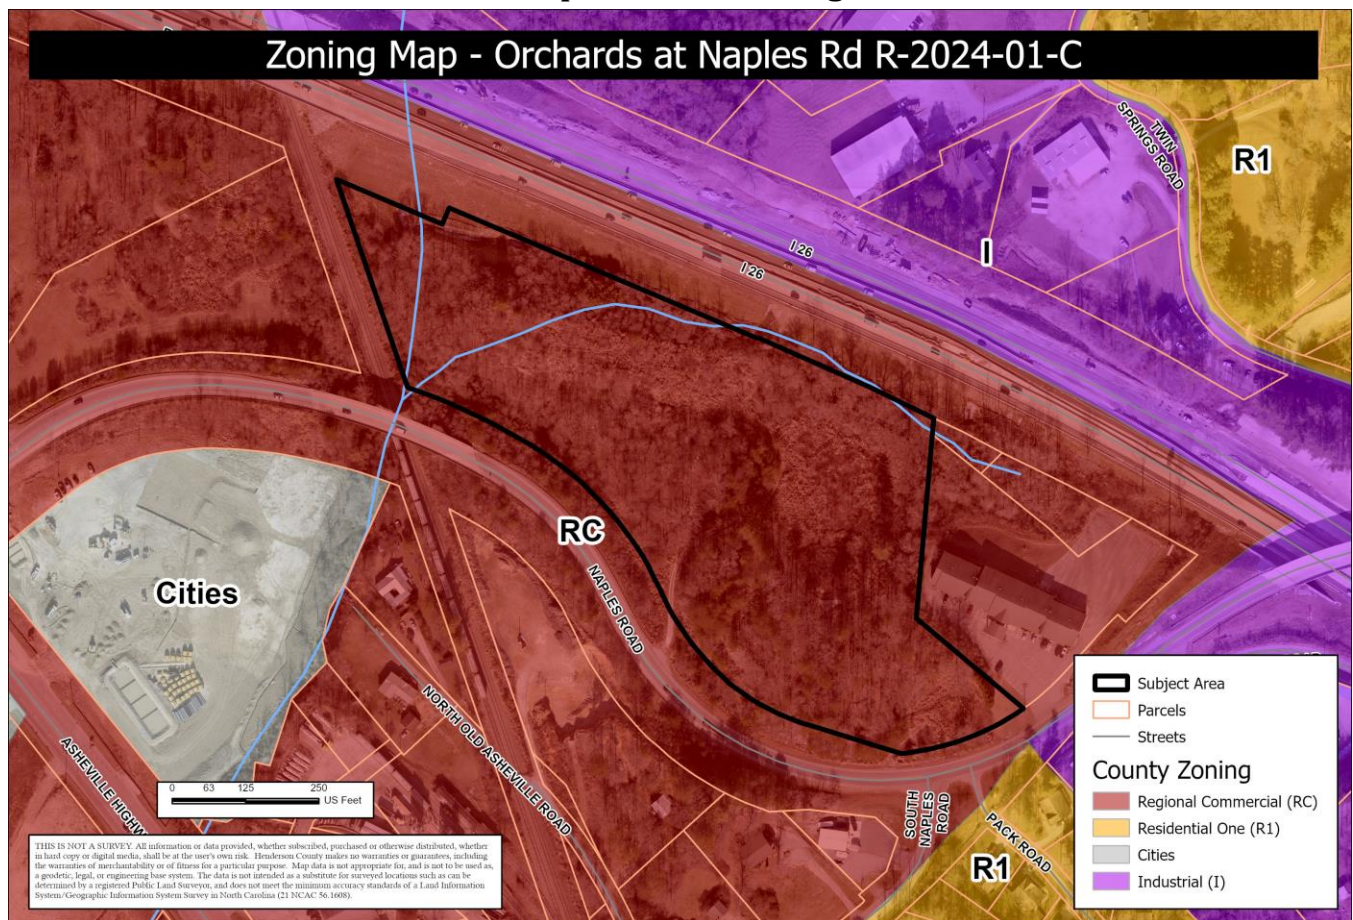 Zoning Map - Orchards at Naples Rd R-2024-01-C
TWIN
SPRINGS ROAD
R1
I
I 26
I 26
RC
NAPLES ROAD
Cities
NORTH OLD ASHEVILLE ROAD
ASHEVILLE HIGHW
SOUTH
NAPLES
ROAD
PACK ROAD
R1
0 63 125 250
US Feet
Subject Area
Parcels
Streets
County Zoning
Regional Commercial (RC)
Residential One (R1)
Cities
Industrial (I)
THIS IS NOT A SURVEY. All information or data provided, whether subscribed, purchased or otherwise distributed, whether
in hard copy or digital media, shall be at the user's own risk. Henderson County makes no warranties or guarantees, including
the warranties of merchantability or of fitness for a particular purpose. Map data is not appropriate for, and is not to be used as,
a geodetic, legal, or engineering base system. The data is not intended as a substitute for surveyed locations such as can be
determined by a registered Public Land Surveyor, and does not meet the minimum accuracy standards of a Land Information
System/Geographic Information System Survey in North Carolina (21 NCAC 56.1608).